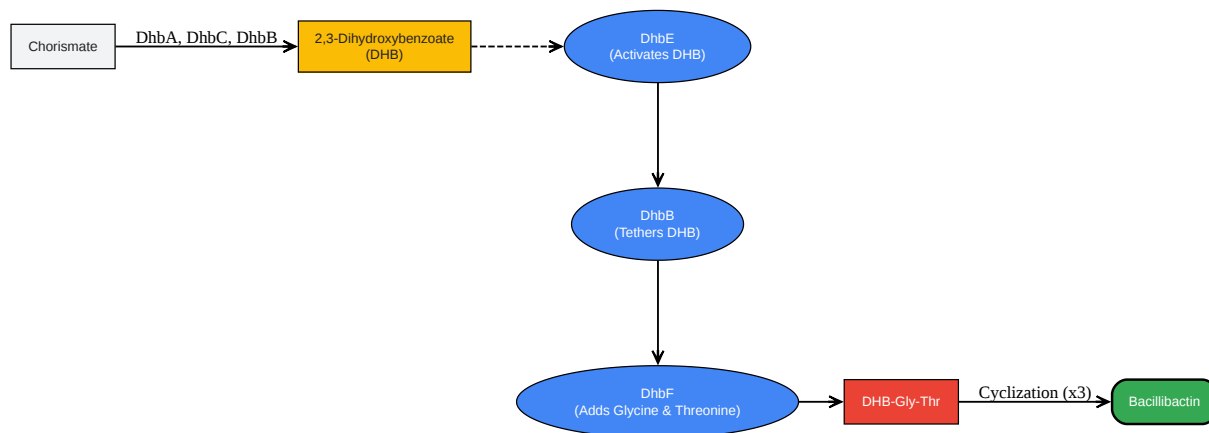 Chorismate
DhbA, DhbC, DhbB
2,3-Dihydroxybenzoate
(DHB)
DhbE
(Activates DHB)
DhbB
(Tethers DHB)
DhbF
(Adds Glycine & Threonine)
DHB-Gly-Thr
Cyclization (x3)
Bacillibactin